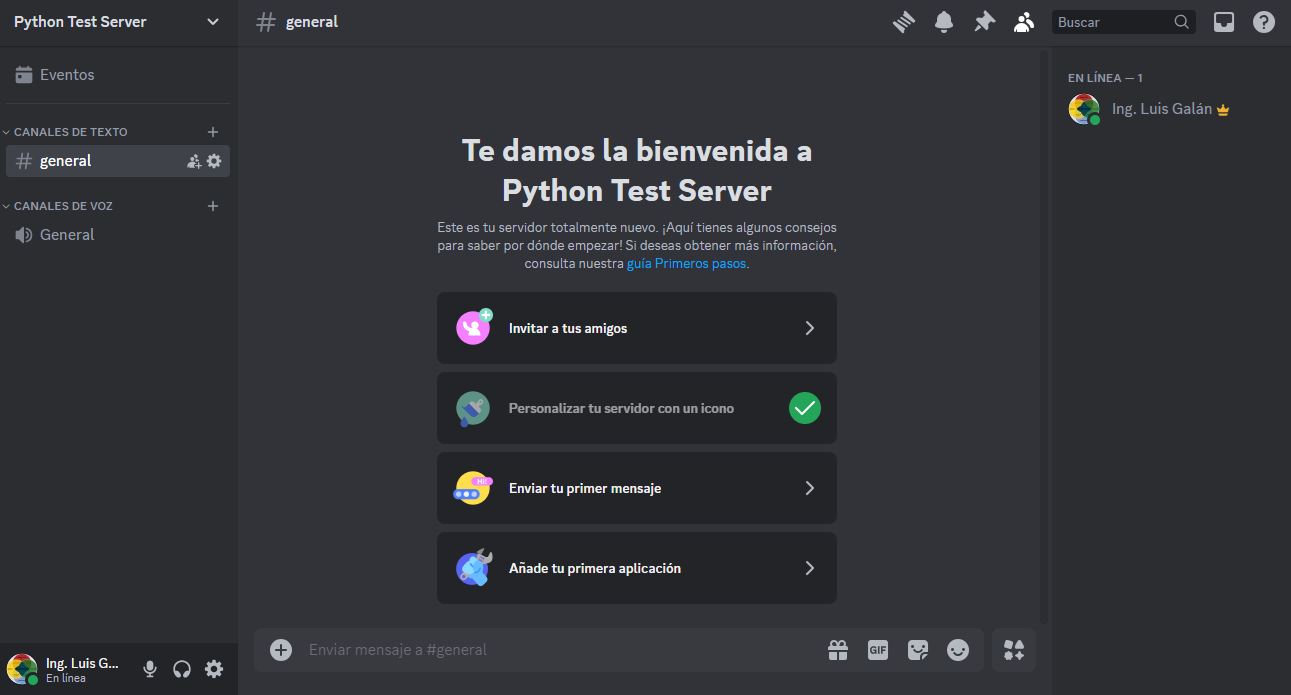 Python Test Server
Eventos
CANALES DE TEXTO
general
CANALES DE VOZ
General
Ing. Luis G...
En línea
general
Buscar
Te damos la bienvenida a
Python Test Server
Este es tu servidor totalmente nuevo. ¡Aquí tienes algunos consejos
para saber por dónde empezar! Si deseas obtener más información,
consulta nuestra guía Primeros pasos.
Invitar a tus amigos
Personalizar tu servidor con un icono
HI!
Enviar tu primer mensaje
Añade tu primera aplicación
Enviar mensaje a #general
GIF
EN LÍNEA — 1
Ing. Luis Galán